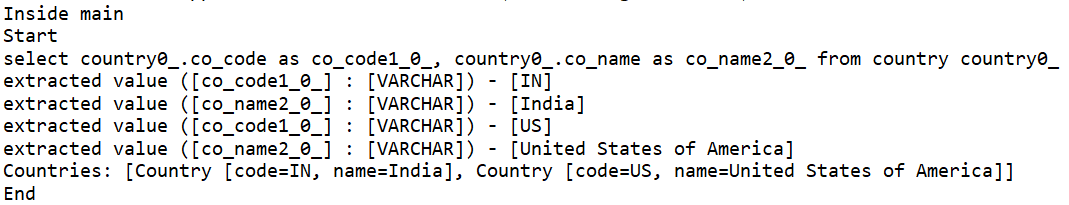 Inside main
Start
select country0_.co_code as co_code1_0_, country0_.co_name as co_name2_0_ from country country0_
extracted value ([co_code1_0_] : [VARCHAR]) - [IN]
extracted value ([co_name2_0_] : [VARCHAR]) - [India]
extracted value ([co_code1_0_] : [VARCHAR]) - [US]
extracted value ([co_name2_0_] : [VARCHAR]) - [United States of America]
Countries: [Country [code=IN, name=India], Country [code=US, name=United States of America]]
End